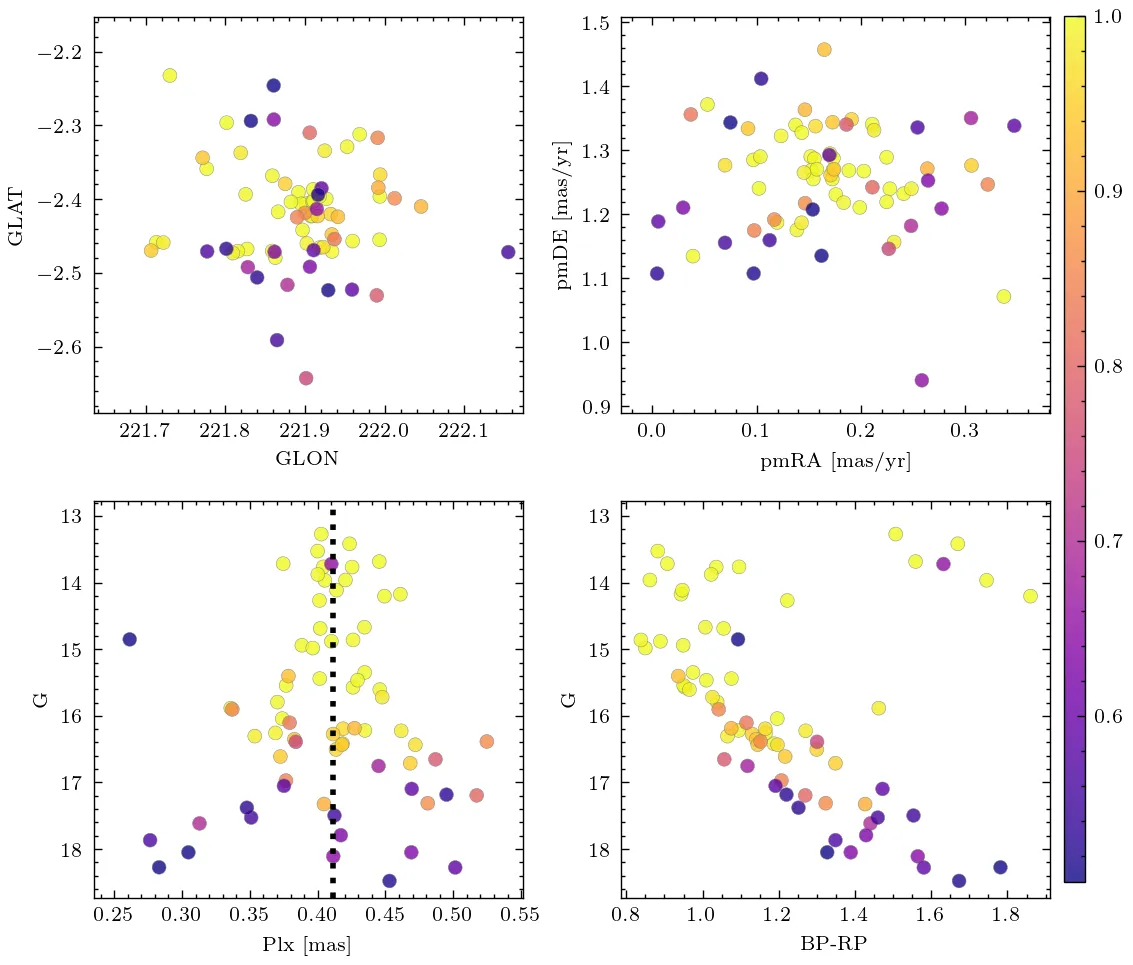 −2.2
−2.3
−2.4
−2.5
−2.6
GLAT
221.7 221.8 221.9 222.0 222.1
GLON
1.5
1.4
1.3
1.2
1.1
1.0
0.9
pmDE [mas/yr]
0.0 0.1 0.2 0.3
pmRA [mas/yr]
13
14
15
16
17
18
G
0.25 0.30 0.35 0.40 0.45 0.50 0.55
Plx [mas]
13
14
15
16
17
18
G
0.8 1.0 1.2 1.4 1.6 1.8
BP-RP
1.0
0.9
0.8
0.7
0.6